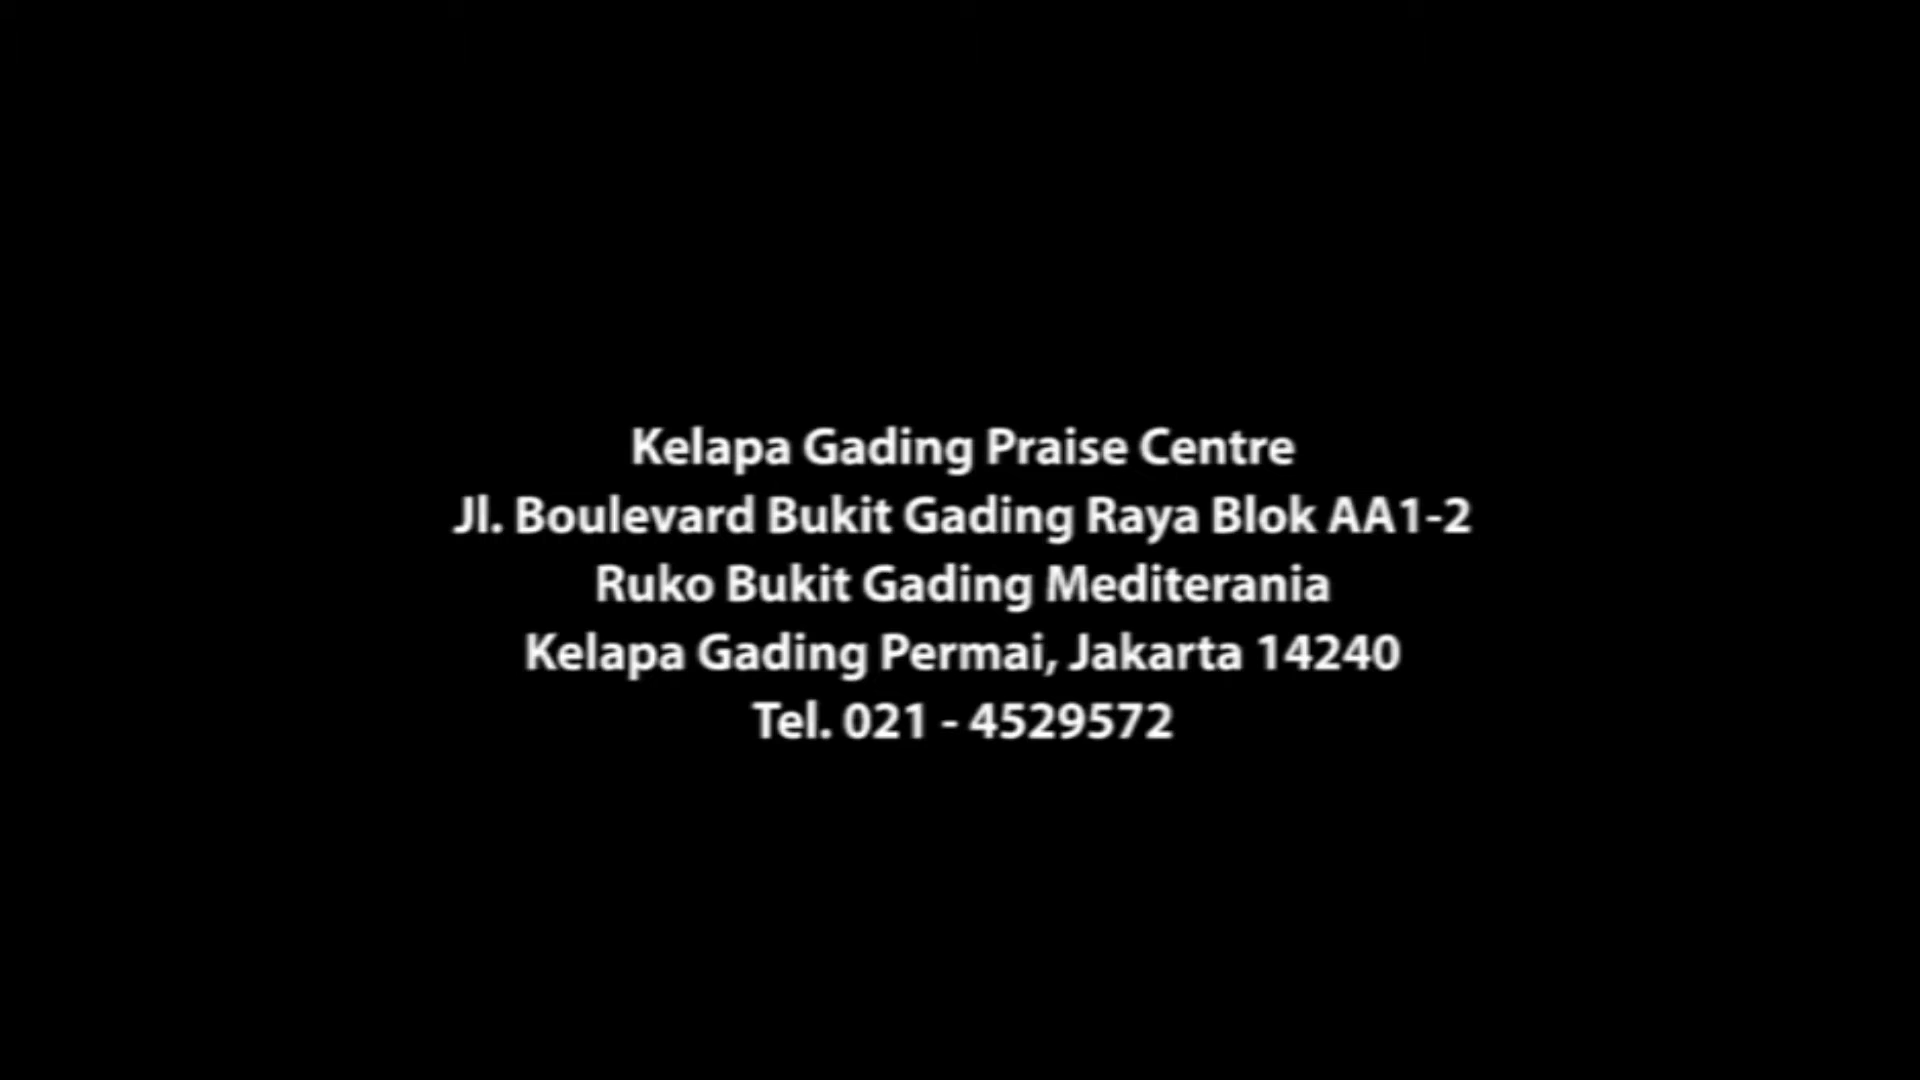 Kelapa Gading Praise Centre
Jl. Boulevard Bukit Gading Raya Blok AA1-2
Ruko Bukit Gading Mediterania
Kelapa Gading Permai, Jakarta 14240
Tel. 021 - 4529572